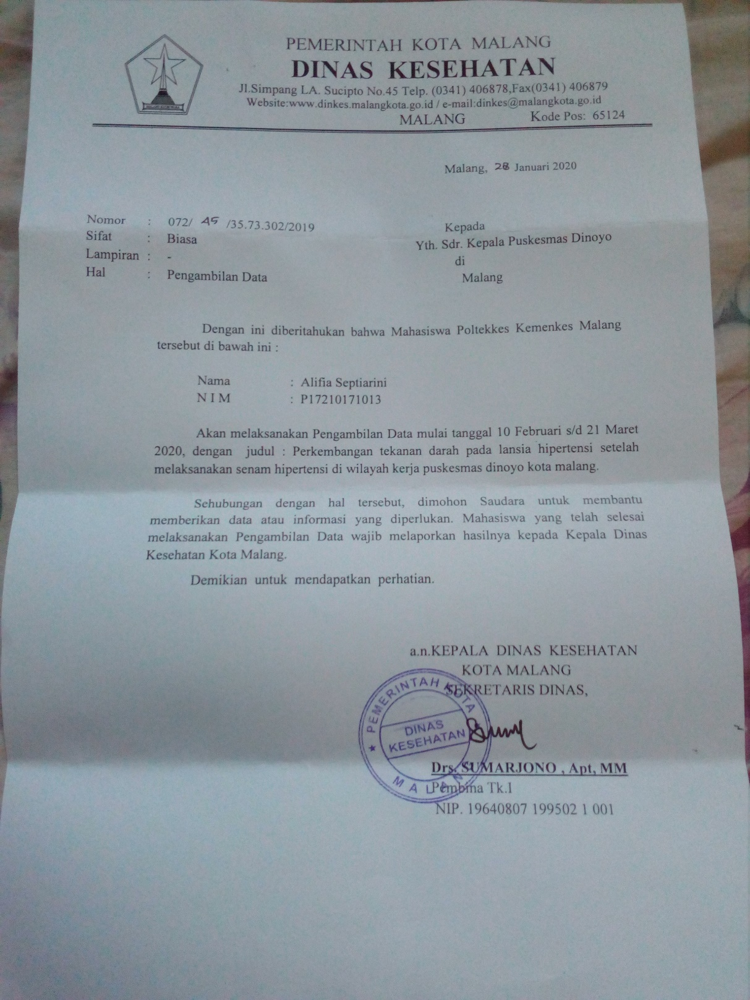 PEMERINTAH KOTA MALANG
DINAS KESEHATAN
Jl.Simpang LA. Sucipto No.45 Telp. (0341) 406878,Fax(0341) 406879
Website:www.dinkes.malangkota.go.id / e-mail:dinkes@malangkota.go.id
MALANG Kode Pos: 65124
Malang, 28 Januari 2020
Nomor : 072/ /35.73.302/2019
Sifat : Biasa
Lampiran : -
Hal : Pengambilan Data
Kepada
Yth. Sdr. Kepala Puskesmas Dinoyo
di
Malang
Dengan ini diberitahukan bahwa Mahasiswa Poltekkes Kemenkes Malang
tersebut di bawah ini :
Nama : Alifia Septiarini
N I M : P17210171013
Akan melaksanakan Pengambilan Data mulai tanggal 10 Februari s/d 21 Maret
2020, dengan judul : Perkembangan tekanan darah pada lansia hipertensi setelah
melaksanakan senam hipertensi di wilayah kerja puskesmas dinoyo kota malang.
Sehubungan dengan hal tersebut, dimohon Saudara untuk membantu
memberikan data atau informasi yang diperlukan. Mahasiswa yang telah selesai
melaksanakan Pengambilan Data wajib melaporkan hasilnya kepada Kepala Dinas
Kesehatan Kota Malang.
Demikian untuk mendapatkan perhatian.
a.n.KEPALA DINAS KESEHATAN
KOTA MALANG
SEKRETARIS DINAS,
PEMERINTAH KOTA
DINAS
KESEHATAN
MALANG
Drs. SUMARJONO , Apt, MM
Pembina Tk.I
NIP. 19640807 199502 1 001